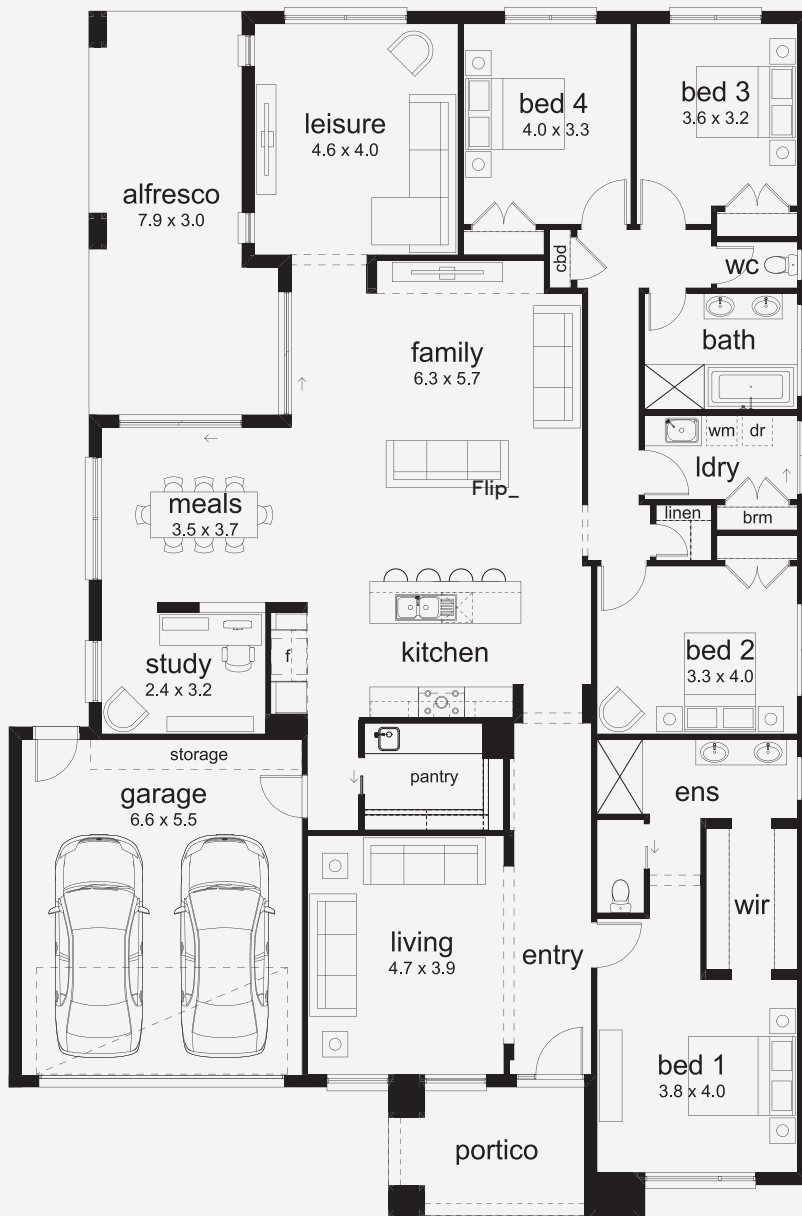 leisure
4.6 x 4.0
bed 4
4.0 x 3.3
bed 3
3.6 x 3.2
alfresco
7.9 x 3.0
cbd
wc
bath
family
6.3 x 5.7
wm
dr
ldry
Flip_
meals
3.5 x 3.7
linen
brm
f
study
2.4 x 3.2
kitchen
bed 2
3.3 x 4.0
storage
garage
6.6 x 5.5
pantry
ens
wir
living
4.7 x 3.9
entry
bed 1
3.8 x 4.0
portico